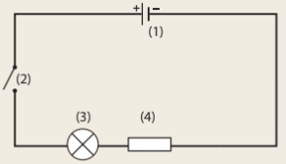 + −
(1)
(2)
(3) (4)